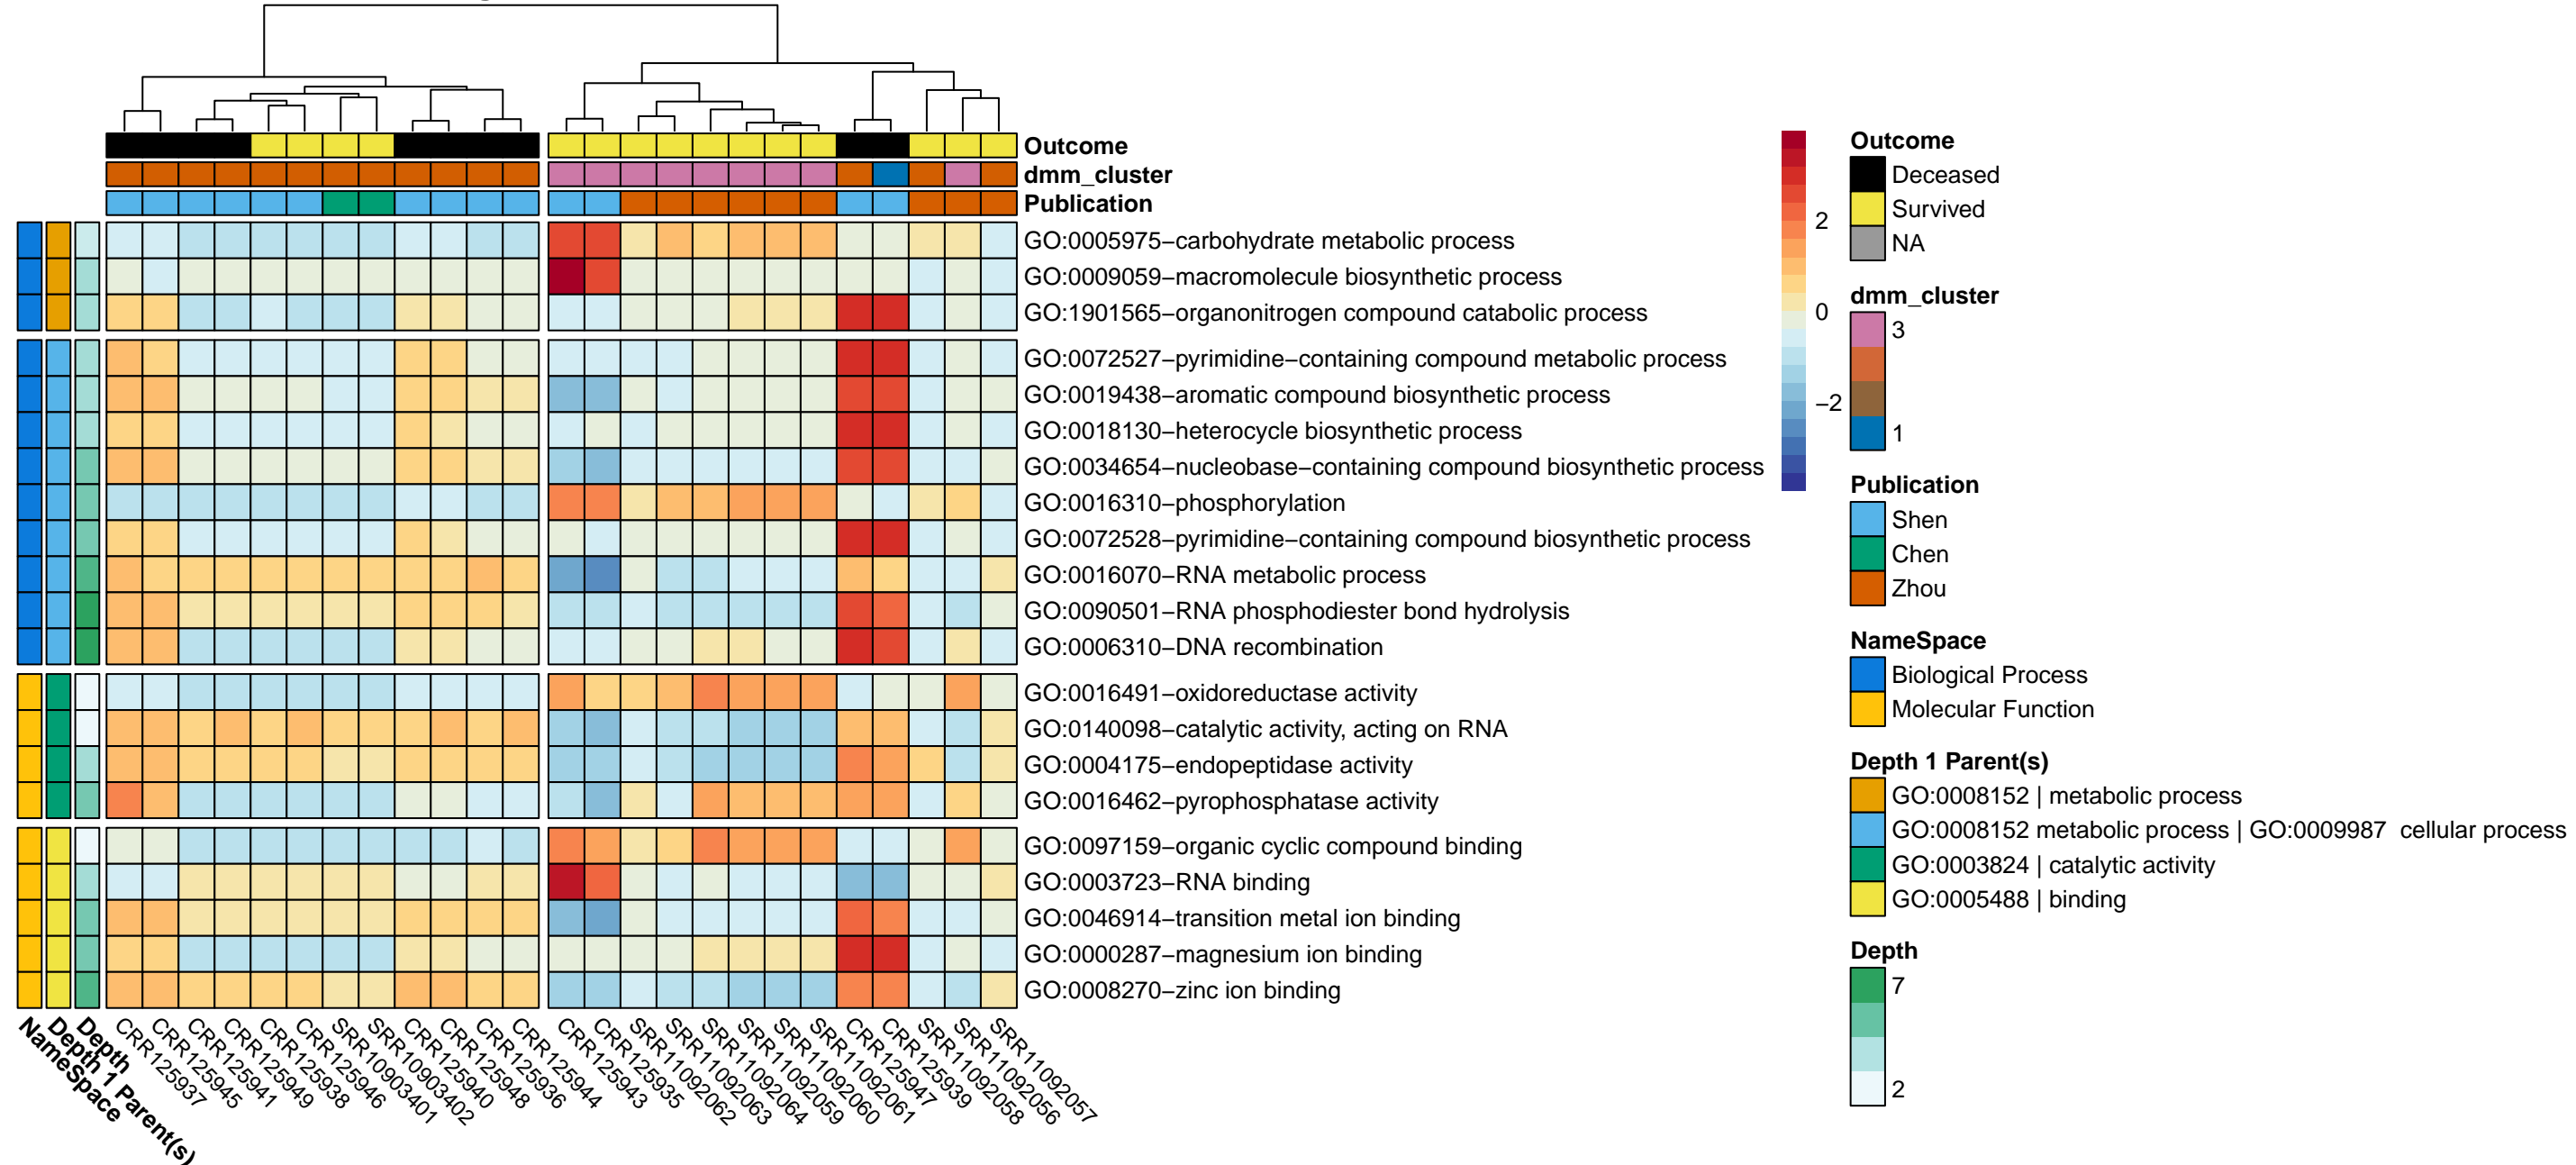 Outcome
dmm_cluster
Publication
GO:0005975−carbohydrate metabolic process
GO:0009059−macromolecule biosynthetic process
GO:1901565−organonitrogen compound catabolic process
GO:0072527−pyrimidine−containing compound metabolic process
GO:0019438−aromatic compound biosynthetic process
GO:0018130−heterocycle biosynthetic process
GO:0034654−nucleobase−containing compound biosynthetic process
GO:0016310−phosphorylation
GO:0072528−pyrimidine−containing compound biosynthetic process
GO:0016070−RNA metabolic process
GO:0090501−RNA phosphodiester bond hydrolysis
GO:0006310−DNA recombination
GO:0016491−oxidoreductase activity
GO:0140098−catalytic activity, acting on RNA
GO:0004175−endopeptidase activity
GO:0016462−pyrophosphatase activity
GO:0097159−organic cyclic compound binding
GO:0003723−RNA binding
GO:0046914−transition metal ion binding
GO:0000287−magnesium ion binding
GO:0008270−zinc ion binding
NameSpace
Depth 1 Parent(s)
Depth
CRR125937
CRR125945
CRR125941
CRR125949
CRR125938
CRR125946
SRR10903401
SRR10903402
CRR125940
CRR125948
CRR125936
CRR125944
CRR125943
CRR125935
SRR11092062
SRR11092063
SRR11092064
SRR11092059
SRR11092060
SRR11092061
CRR125947
CRR125939
SRR11092058
SRR11092056
SRR11092057
2
0
−2
Outcome
Deceased
Survived
NA
dmm_cluster
3
1
Publication
Shen
Chen
Zhou
NameSpace
Biological Process
Molecular Function
Depth 1 Parent(s)
GO:0008152 | metabolic process
GO:0008152 metabolic process | GO:0009987  cellular process
GO:0003824 | catalytic activity
GO:0005488 | binding
Depth
7
2